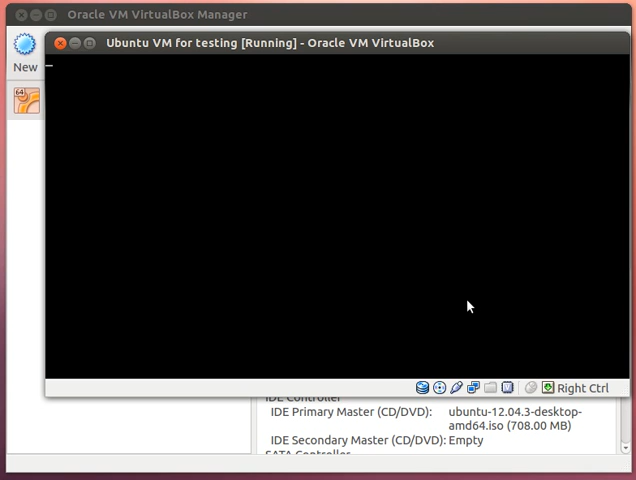 Oracle VM VirtualBox Manager
Ubuntu VM for testing [Running] - Oracle VM VirtualBox
New
64
Right Ctrl
IDE Controller
IDE Primary Master (CD/DVD): ubuntu-12.04.3-desktop-
amd64.iso (708.00 MB)
IDE Secondary Master (CD/DVD): Empty
SATA Controller